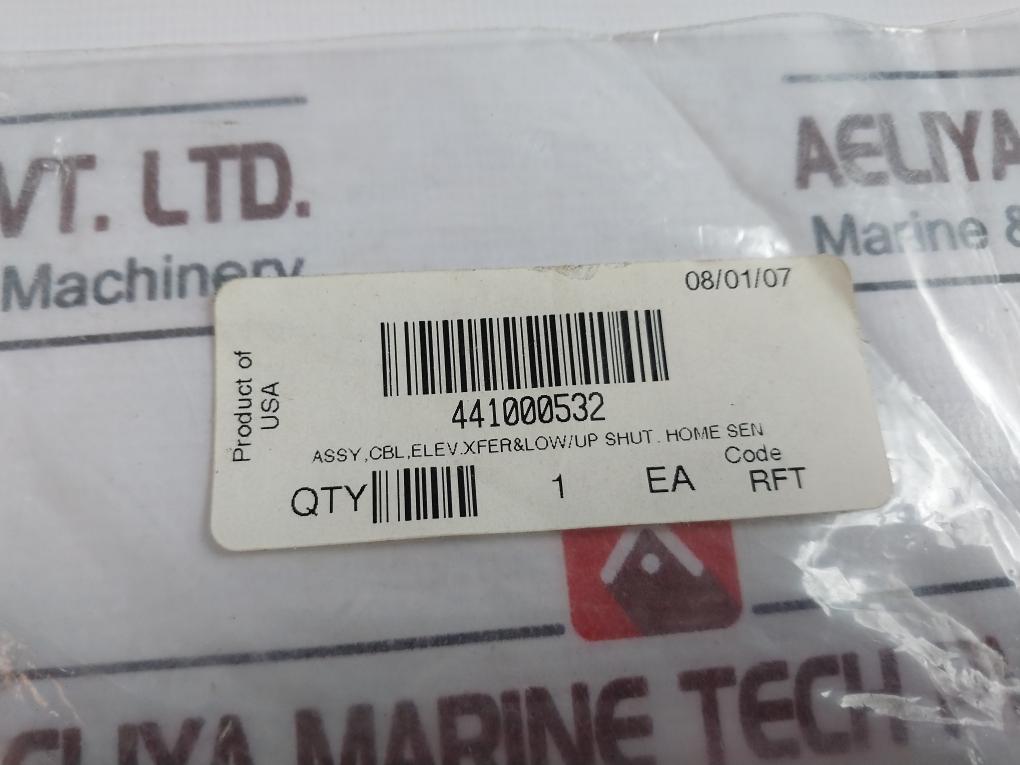 VT. LTD.
Machinery
AELIYA
Marine &
08/01/07
Product of
USA
441000532
ASSY,CBL,ELEV.XFER&LOW/UP SHUT. HOME SEN
Code
QTY 1 EA RFT
AELIYA MARINE TECH